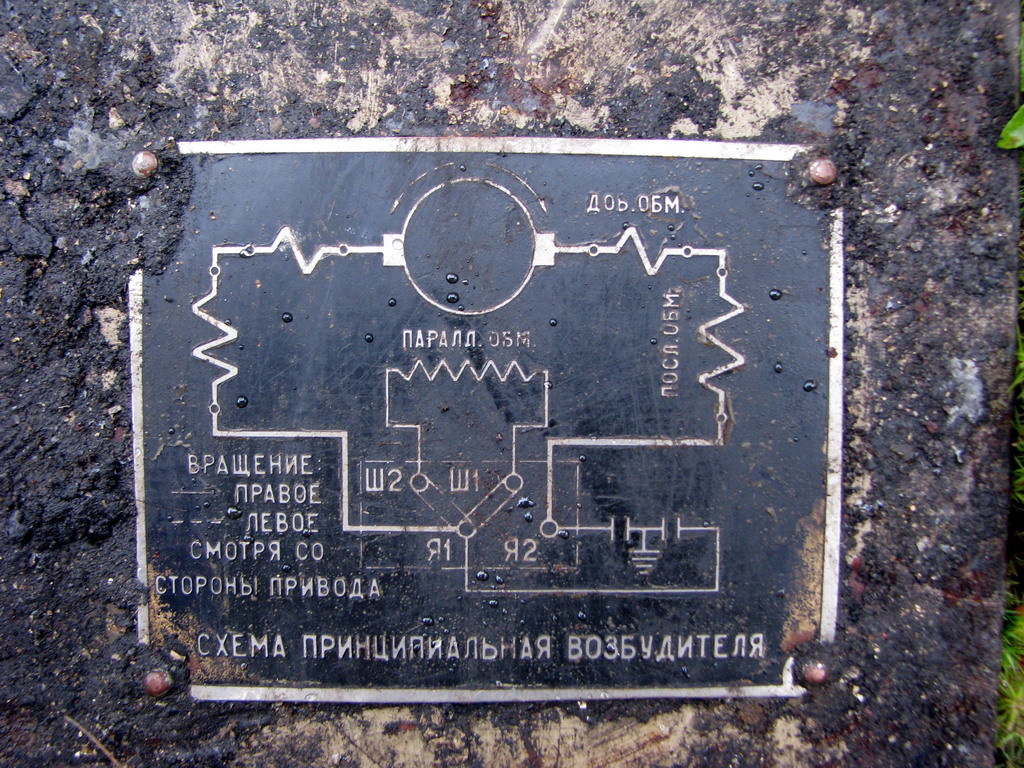 ДОБ. ОБМ.
ПАРАЛЛ. ОБМ.
ПОСЛ. ОБМ.
ВРАЩЕНИЕ:
ПРАВОЕ
ЛЕВОЕ
СМОТРЯ СО
СТОРОНЫ ПРИВОДА
Ш2 Ш1
Я1 Я2
СХЕМА ПРИНЦИПИАЛЬНАЯ ВОЗБУДИТЕЛЯ